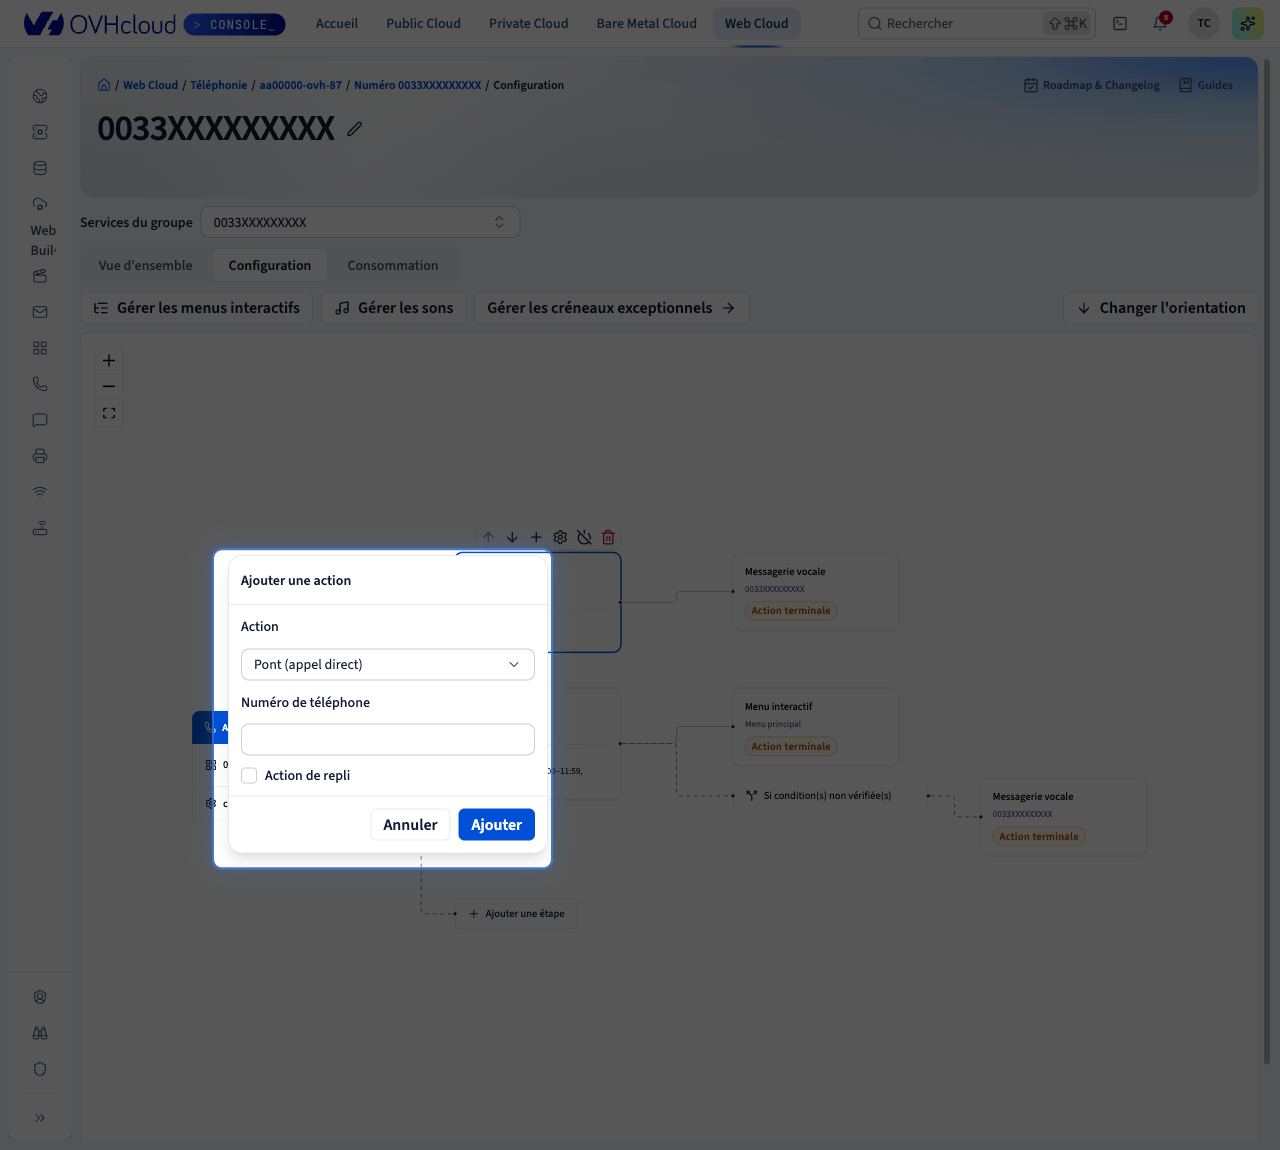 OVHcloud > CONSOLE_
Accueil
Public Cloud
Private Cloud
Bare Metal Cloud
Web Cloud
Rechercher
⇧⌘K
8
TC
/ Web Cloud / Téléphonie / aa00000-ovh-87 / Numéro 0033XXXXXXXXX / Configuration
Roadmap & Changelog
Guides
0033XXXXXXXXX
Web
Buil
Services du groupe
0033XXXXXXXXX
Vue d'ensemble
Configuration
Consommation
Gérer les menus interactifs
Gérer les sons
Gérer les créneaux exceptionnels
Changer l'orientation
Messagerie vocale
0033XXXXXXXXX
Action terminale
Ajouter une action
Action
Pont (appel direct)
Numéro de téléphone
Action de repli
Annuler
Ajouter
Menu interactif
Menu principal
Action terminale
–11:59,
Si condition(s) non vérifiée(s)
Messagerie vocale
0033XXXXXXXXX
Action terminale
Ajouter une étape